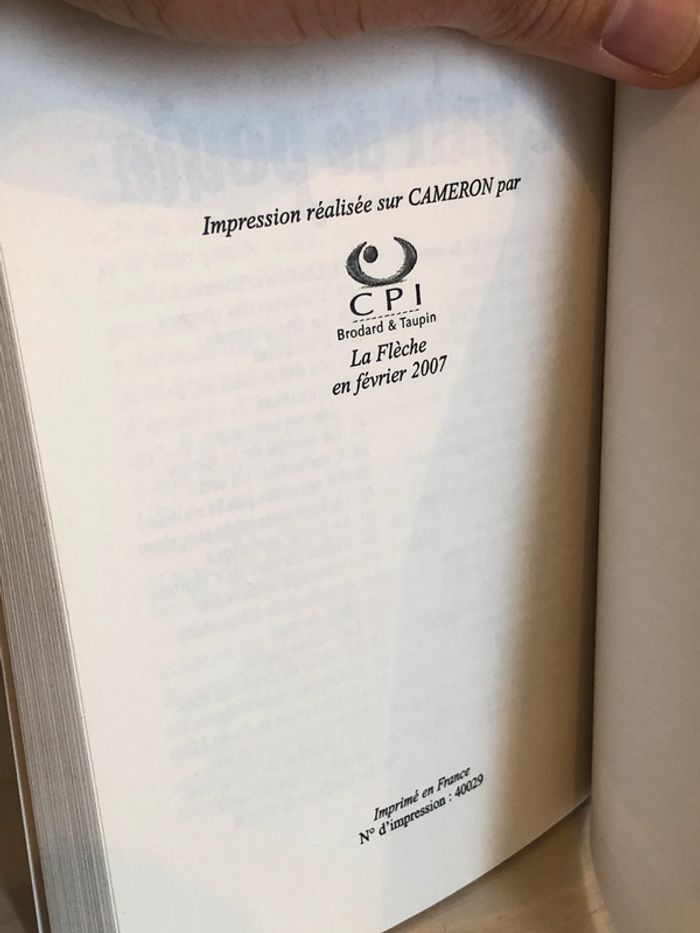 Impression réalisée sur CAMERON par
CPI
Brodard & Taupin
La Flèche
en février 2007
Imprimé en France
N° d'impression : 40029